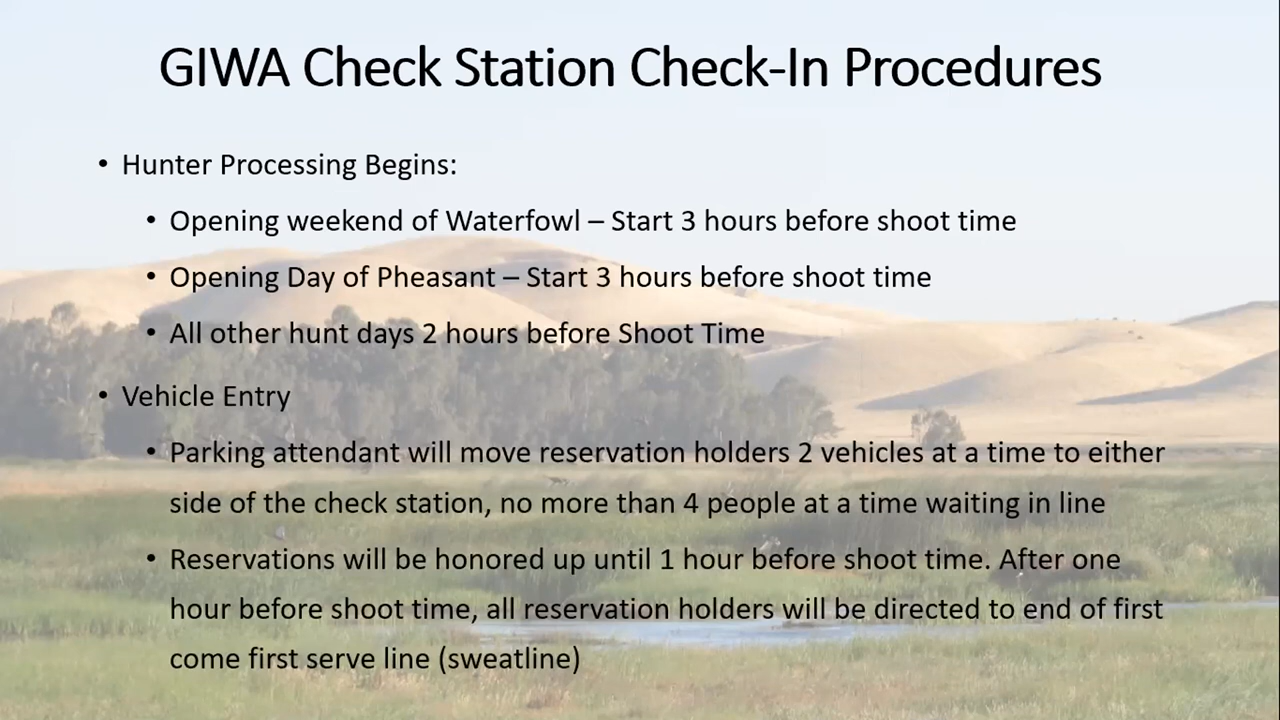 GIWA Check Station Check-In Procedures
• Hunter Processing Begins:
• Opening weekend of Waterfowl – Start 3 hours before shoot time
• Opening Day of Pheasant – Start 3 hours before shoot time
• All other hunt days 2 hours before Shoot Time
• Vehicle Entry
• Parking attendant will move reservation holders 2 vehicles at a time to either
side of the check station, no more than 4 people at a time waiting in line
• Reservations will be honored up until 1 hour before shoot time. After one
hour before shoot time, all reservation holders will be directed to end of first
come first serve line (sweatline)